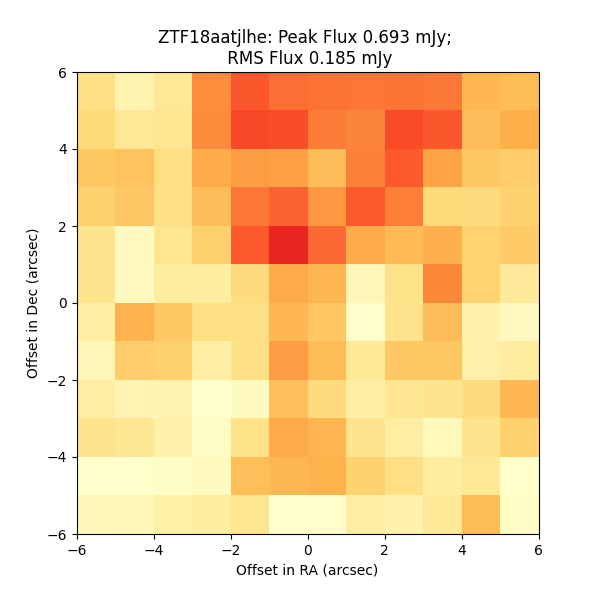 ZTF18aatjlhe: Peak Flux 0.693 mJy;
RMS Flux 0.185 mJy
6
4
2
0
−2
−4
−6
Offset in Dec (arcsec)
−6 −4 −2 0 2 4 6
Offset in RA (arcsec)